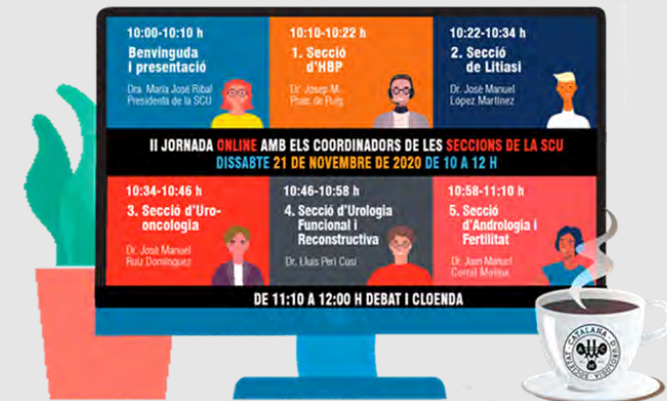 10:00-10:10 h
Benvinguda
i presentació
Dra. María José Ribal
Presidenta de la SCU
10:10-10:22 h
1. Secció
d'HBP
Dr. Josep M.
Prats de Puig
10:22-10:34 h
2. Secció
de Litiasi
Dr. José Manuel
López Martínez
II JORNADA ONLINE AMB ELS COORDINADORS DE LES SECCIONS DE LA SCU
DISSABTE 21 DE NOVEMBRE DE 2020 DE 10 A 12 H
10:34-10:46 h
3. Secció d'Uro-
oncologia
Dr. José Manuel
Ruiz Domínguez
10:46-10:58 h
4. Secció d'Urologia
Funcional i
Reconstructiva
Dr. Lluis Peri Cusí
10:58-11:10 h
5. Secció
d'Andrologia i
Fertilitat
Dr. Juan Manuel
Corral Molina
DE 11:10 A 12:00 H DEBAT I CLOENDA
SOCIETAT CATALANA D'UROLOGIA